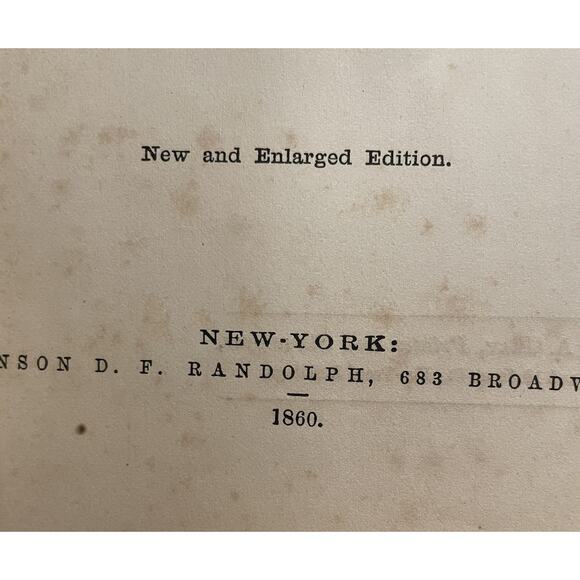 New and Enlarged Edition.
NEW-YORK:
NSON D. F. RANDOLPH, 683 BROADW
1860.